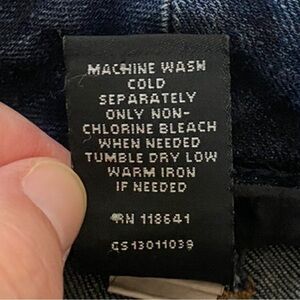 MACHINE WASH
COLD
SEPARATELY
ONLY NON-
CHLORINE BLEACH
WHEN NEEDED
TUMBLE DRY LOW
WARM IRON
IF NEEDED
RN 118641
CS13011039